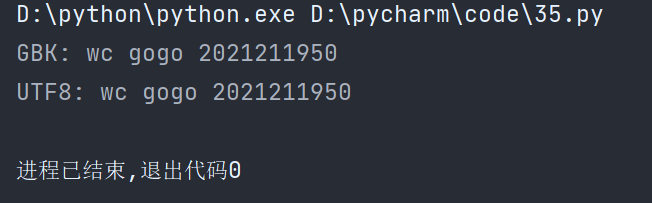 D:\python\python.exe D:\pycharm\code\35.py
GBK: wc gogo 2021211950
UTF8: wc gogo 2021211950
进程已结束,退出代码0